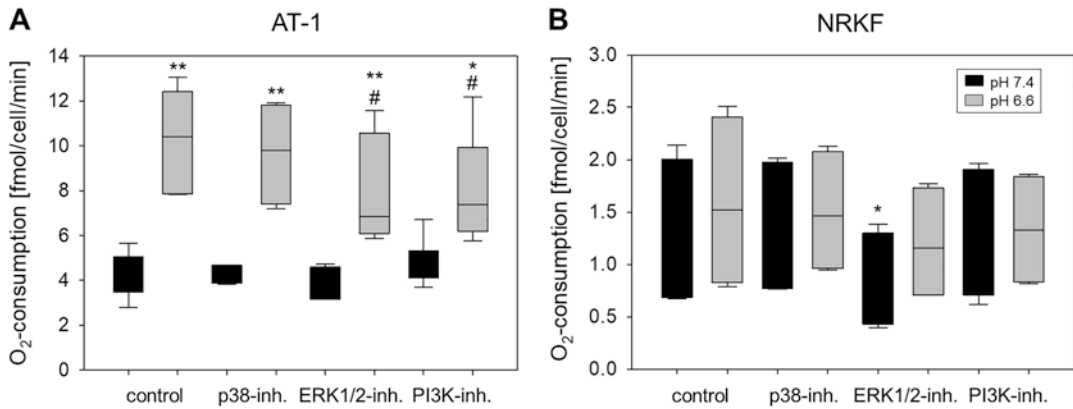 A
AT-1
O₂-consumption [fmol/cell/min]
14
12
10
8
6
4
2
0
**
**
**
#
*
#
control
p38-inh.
ERK1/2-inh.
PI3K-inh.
B
NRKF
O₂-consumption [fmol/cell/min]
3.0
2.5
2.0
1.5
1.0
0.5
0.0
pH 7.4
pH 6.6
*
control
p38-inh.
ERK1/2-inh.
PI3K-inh.